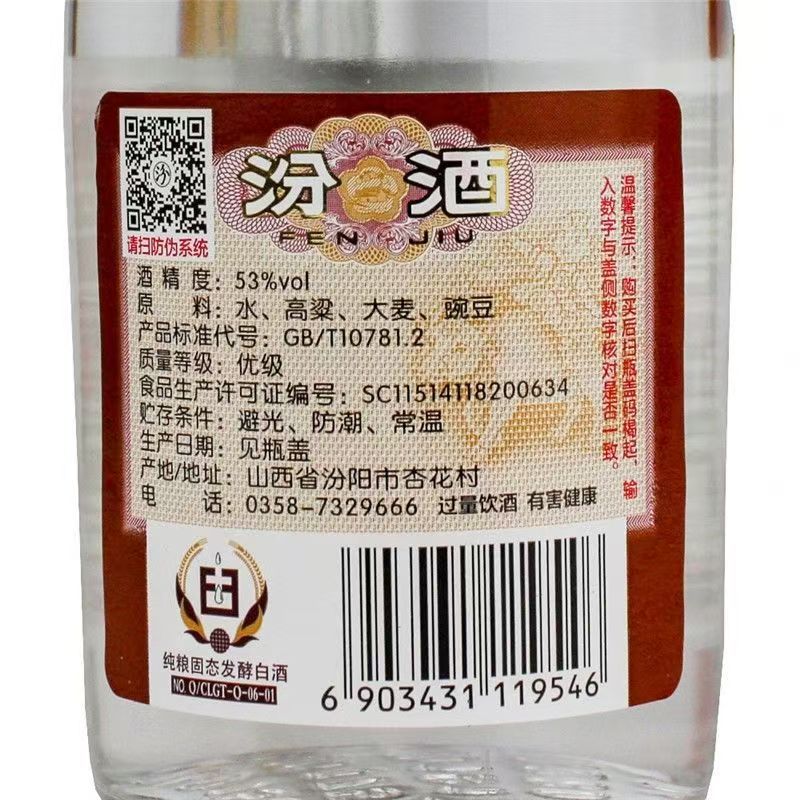 汾酒
FEN JIU
请扫防伪系统
酒精度：53%vol
原料：水、高粱、大麦、豌豆
产品标准代号：GB/T10781.2
质量等级：优级
食品生产许可证编号：SC11514118200634
贮存条件：避光、防潮、常温
生产日期：见瓶盖
产地/地址：山西省汾阳市杏花村
电话：0358-7329666 过量饮酒 有害健康
温馨提示：购买后扫瓶盖码揭起，输
入数字与盖侧数字核对是否一致。
纯粮固态发酵白酒
NO. Q/CLGT-Q-06-01
6 903431 119546